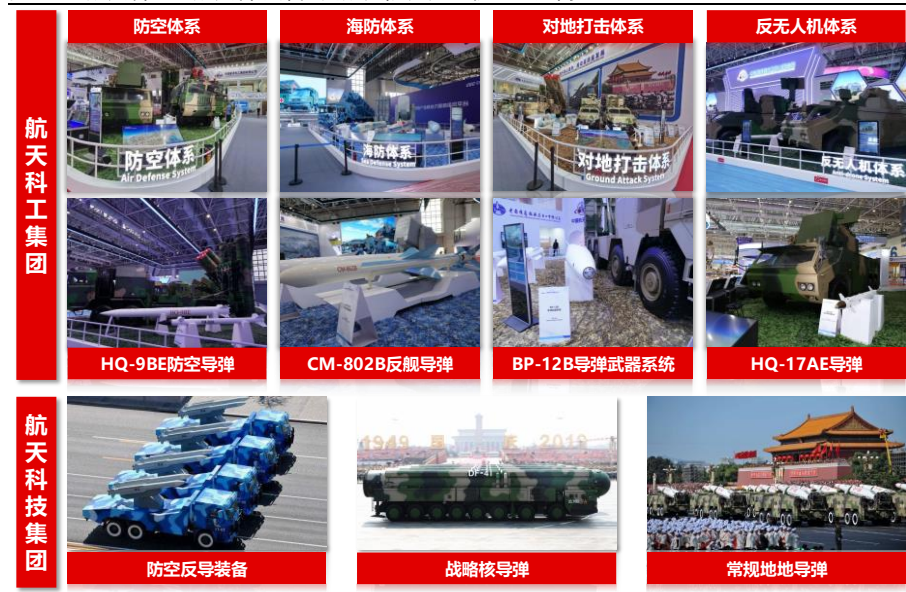 航天科工集团
防空体系
海防体系
对地打击体系
反无人机体系
防空体系
Air Defense System
海防体系
Sea Defense System
对地打击体系
Ground Attack System
反无人机体系
HQ-9BE防空导弹
CM-802B反舰导弹
BP-12B导弹武器系统
HQ-17AE导弹
航天科技集团
1949 国庆 2019
DF-41
防空反导装备
战略核导弹
常规地地导弹